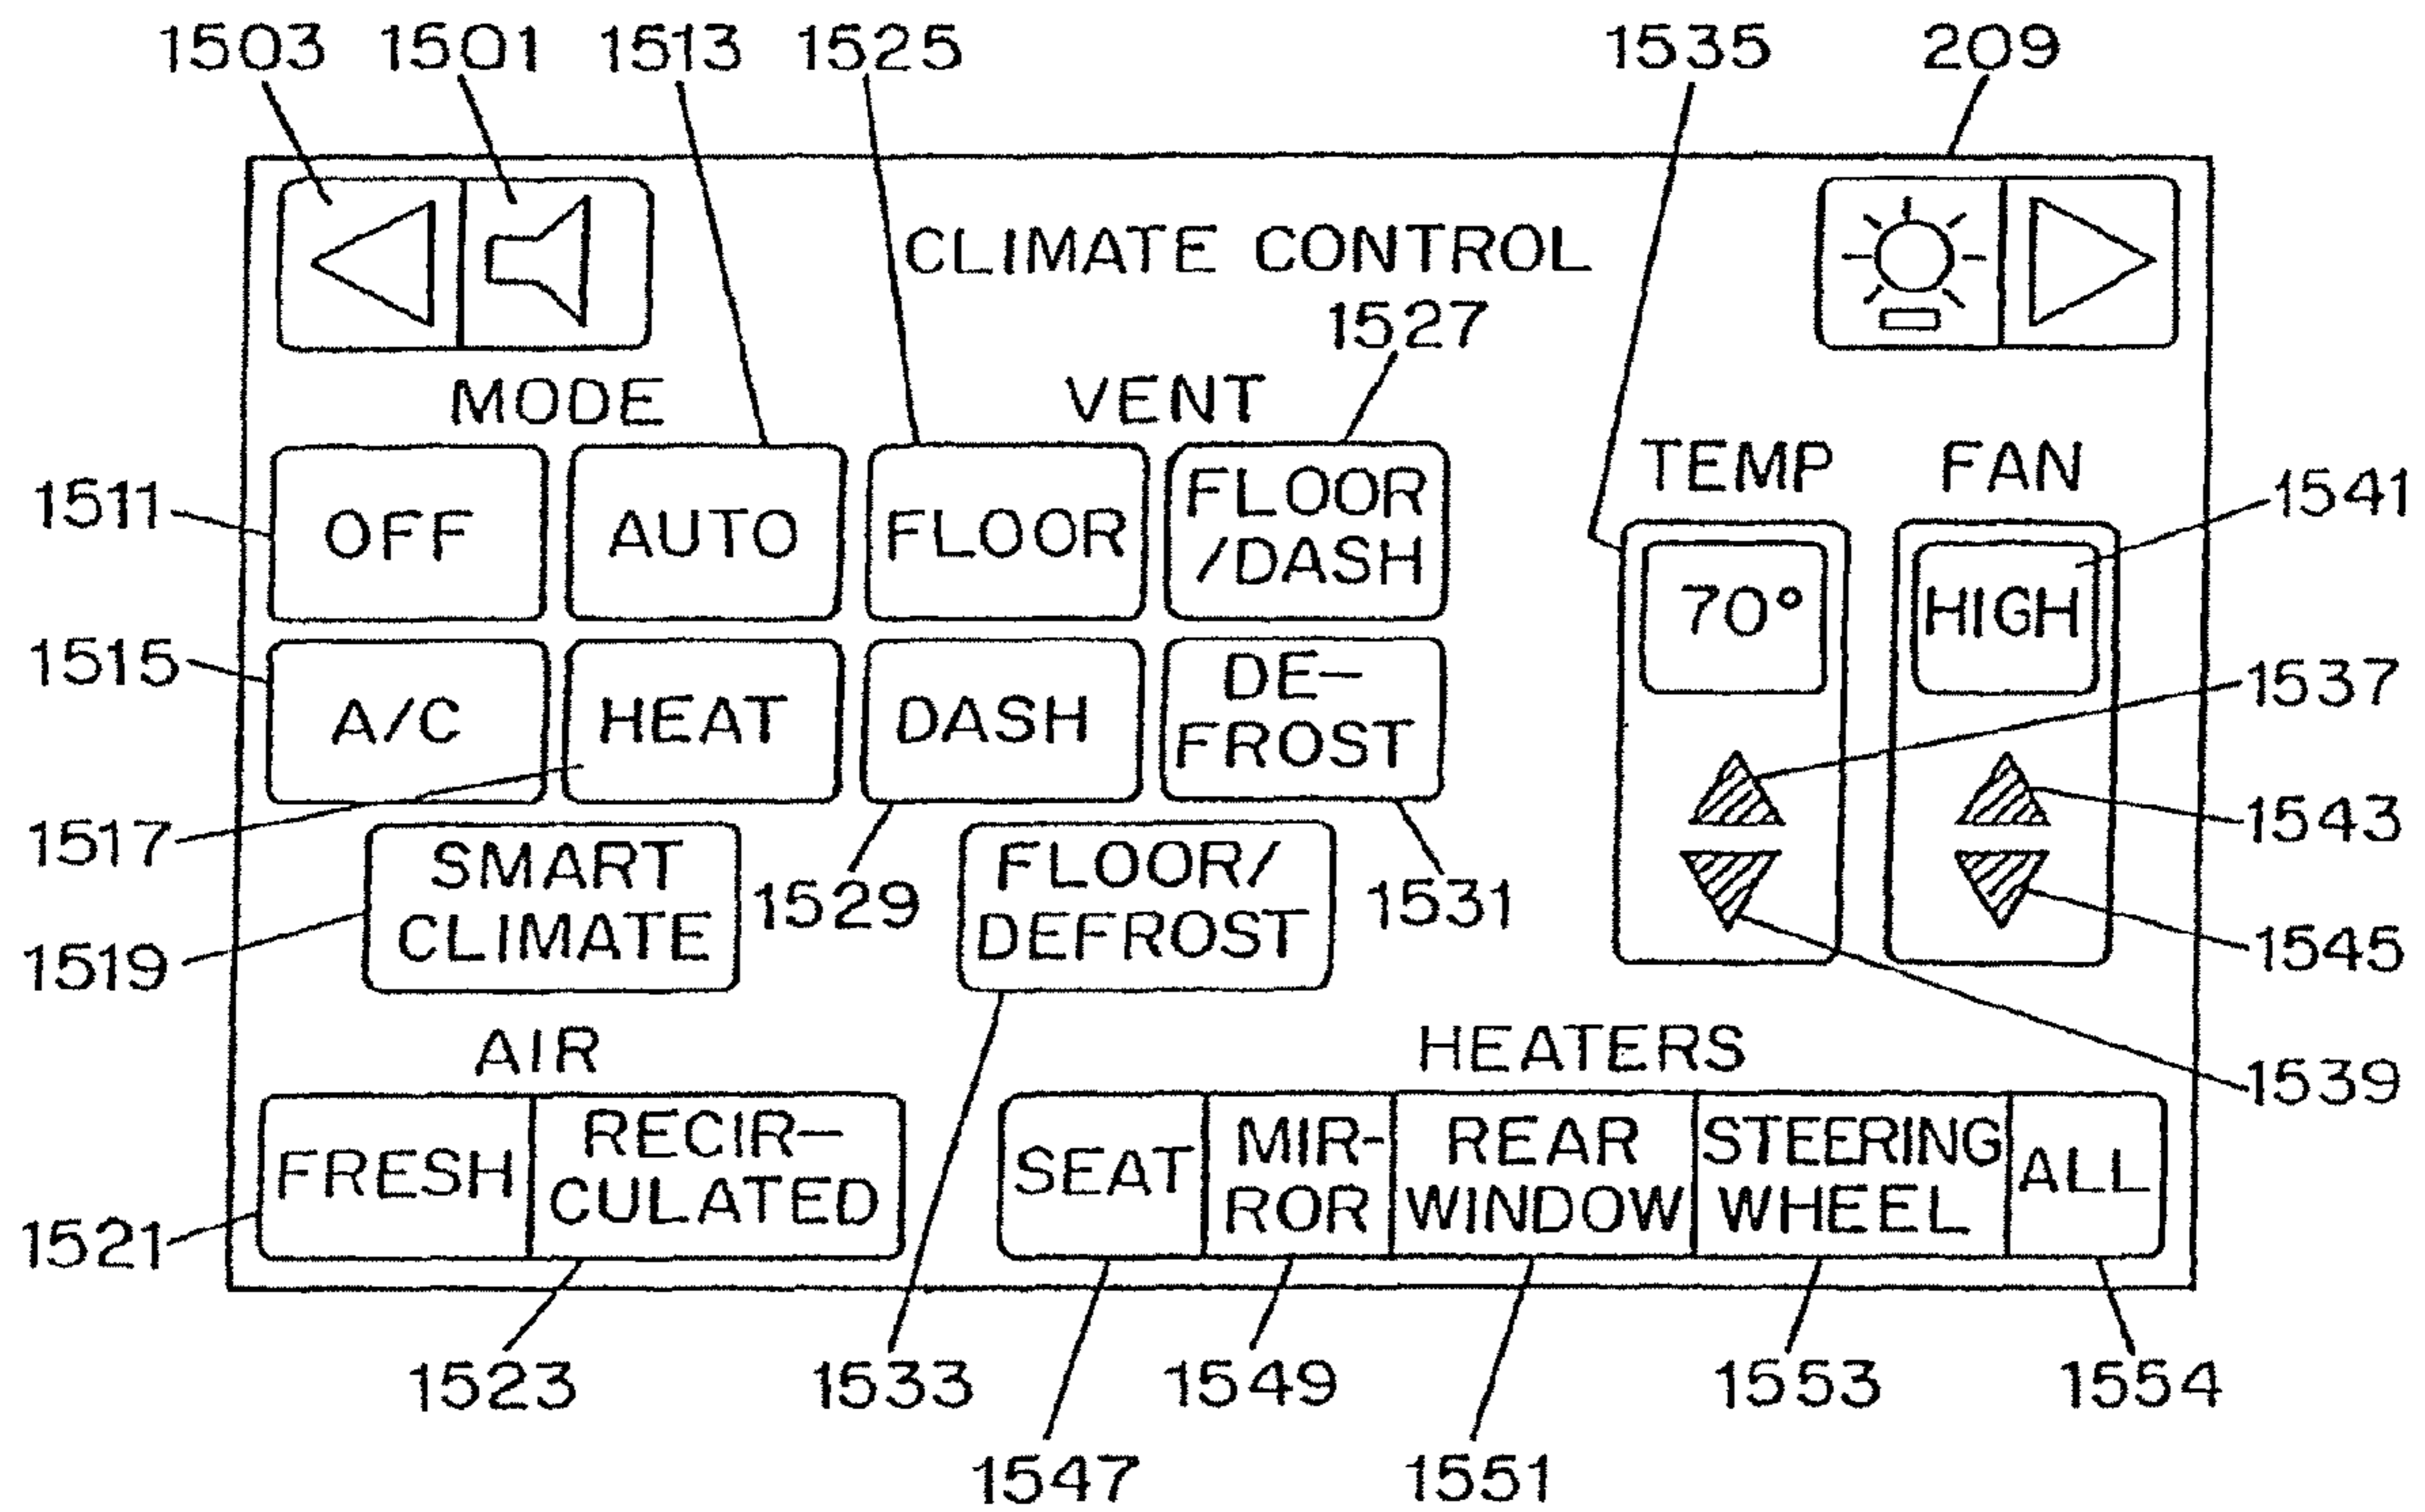 1503 1501 1513 1525 1535 209
CLIMATE CONTROL
1527
MODE VENT
TEMP FAN
1511 OFF AUTO FLOOR FLOOR
/DASH
70° HIGH 1541
1515 A/C HEAT DASH DE-
FROST
1537
1517 1543
SMART
CLIMATE
1529 FLOOR/
DEFROST
1531
1519 1545
AIR HEATERS
1539
FRESH RECIR-
CULATED
SEAT MIR-
ROR
REAR
WINDOW
STEERING
WHEEL
ALL
1521
1523 1533 1549 1553 1554
1547 1551